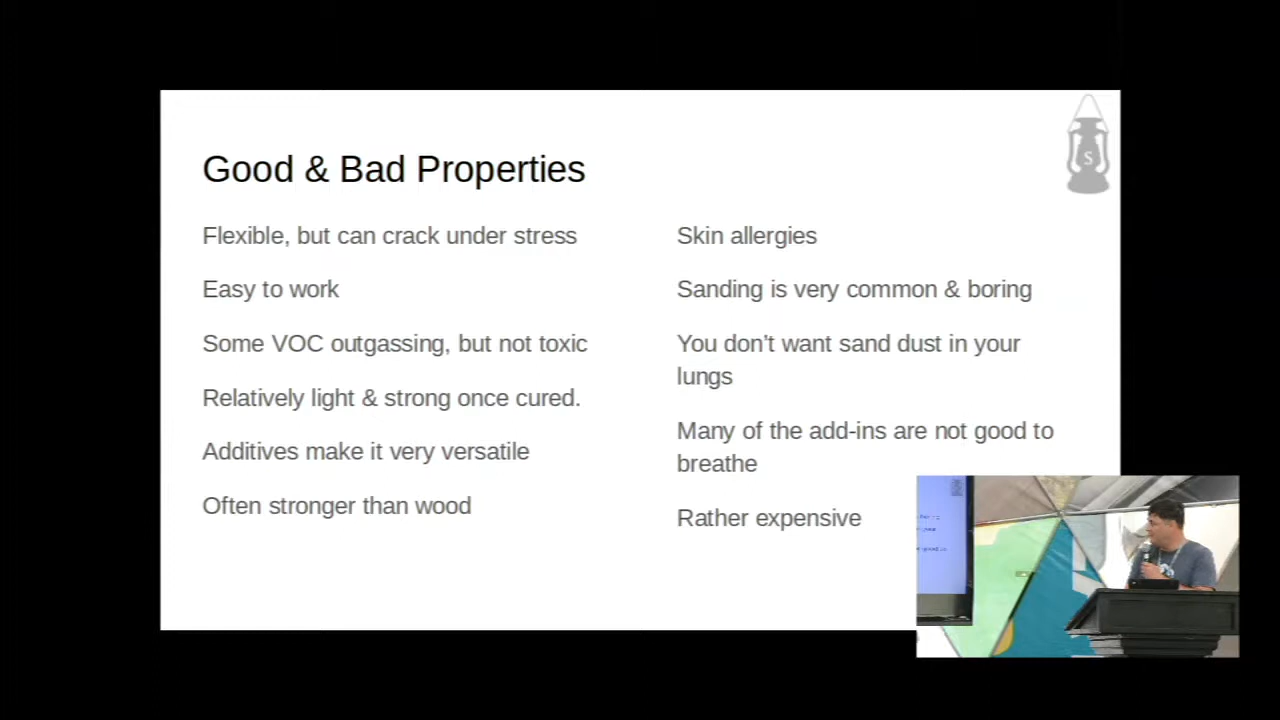 Good & Bad Properties
Flexible, but can crack under stress
Easy to work
Some VOC outgassing, but not toxic
Relatively light & strong once cured.
Additives make it very versatile
Often stronger than wood
Skin allergies
Sanding is very common & boring
You don't want sand dust in your
lungs
Many of the add-ins are not good to
breathe
Rather expensive
S